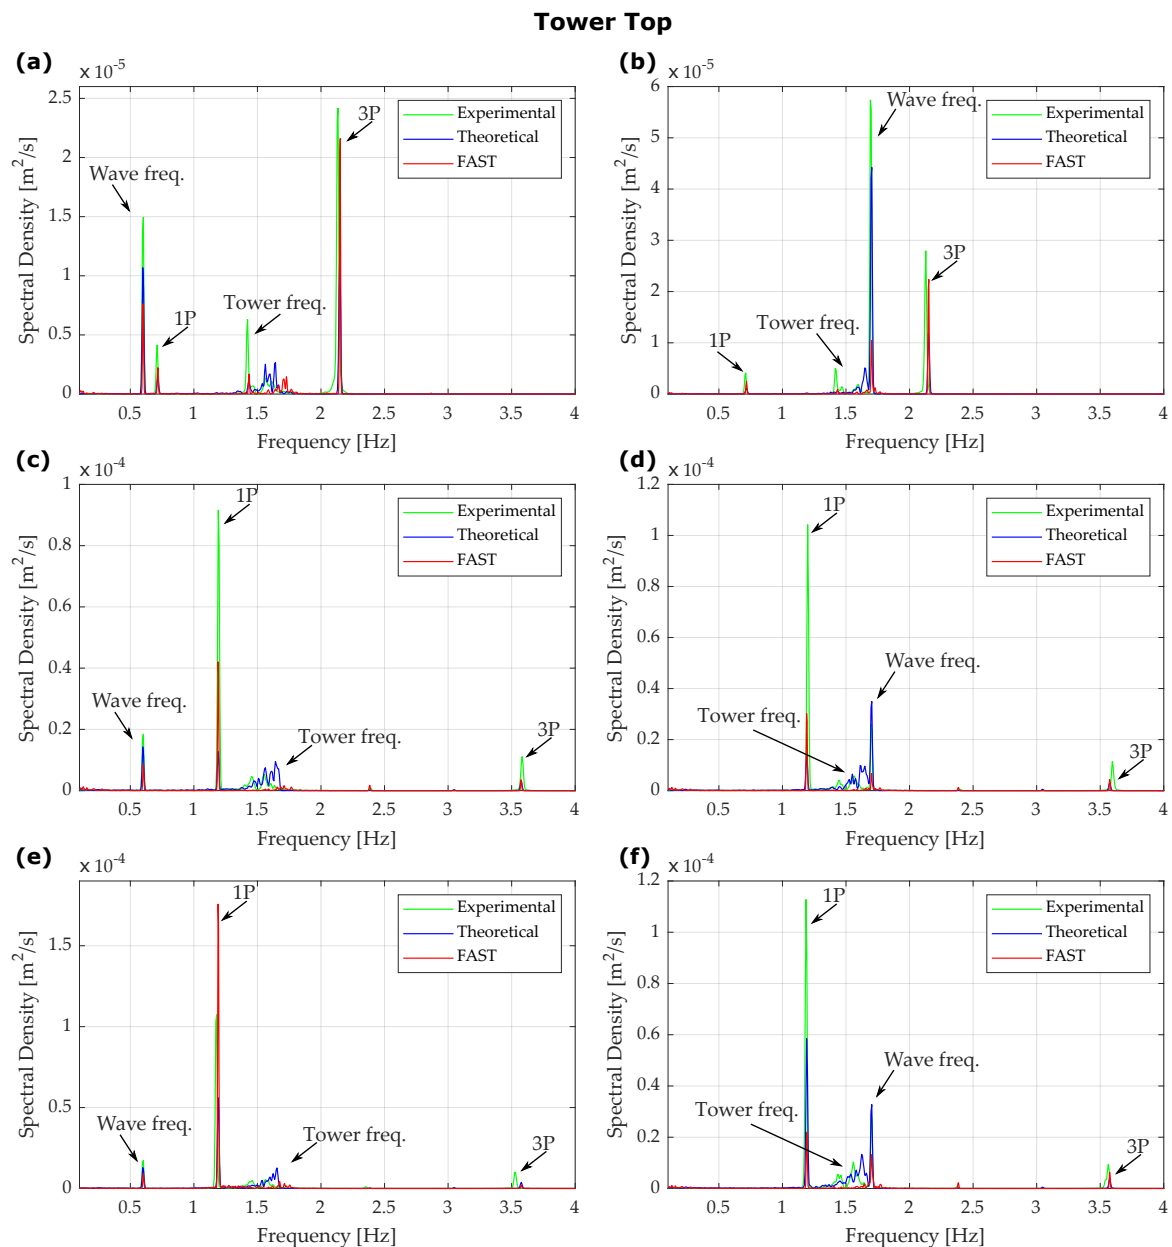 Tower Top
(a)
x 10^-5
Spectral Density [m^2/s]
2.5
2
1.5
1
0.5
0
0.5 1 1.5 2 2.5 3 3.5 4
Frequency [Hz]
Wave freq.
1P
Tower freq.
3P
Experimental
Theoretical
FAST
(b)
x 10^-5
Spectral Density [m^2/s]
6
5
4
3
2
1
0
0.5 1 1.5 2 2.5 3 3.5 4
Frequency [Hz]
1P
Tower freq.
Wave freq.
3P
Experimental
Theoretical
FAST
(c)
x 10^-4
Spectral Density [m^2/s]
1
0.8
0.6
0.4
0.2
0
0.5 1 1.5 2 2.5 3 3.5 4
Frequency [Hz]
Wave freq.
1P
Tower freq.
3P
Experimental
Theoretical
FAST
(d)
x 10^-4
Spectral Density [m^2/s]
1.2
1
0.8
0.6
0.4
0.2
0
0.5 1 1.5 2 2.5 3 3.5 4
Frequency [Hz]
1P
Tower freq.
Wave freq.
3P
Experimental
Theoretical
FAST
(e)
x 10^-4
Spectral Density [m^2/s]
1.5
1
0.5
0
0.5 1 1.5 2 2.5 3 3.5 4
Frequency [Hz]
Wave freq.
1P
Tower freq.
3P
Experimental
Theoretical
FAST
(f)
x 10^-4
Spectral Density [m^2/s]
1.2
1
0.8
0.6
0.4
0.2
0
0.5 1 1.5 2 2.5 3 3.5 4
Frequency [Hz]
1P
Tower freq.
Wave freq.
3P
Experimental
Theoretical
FAST